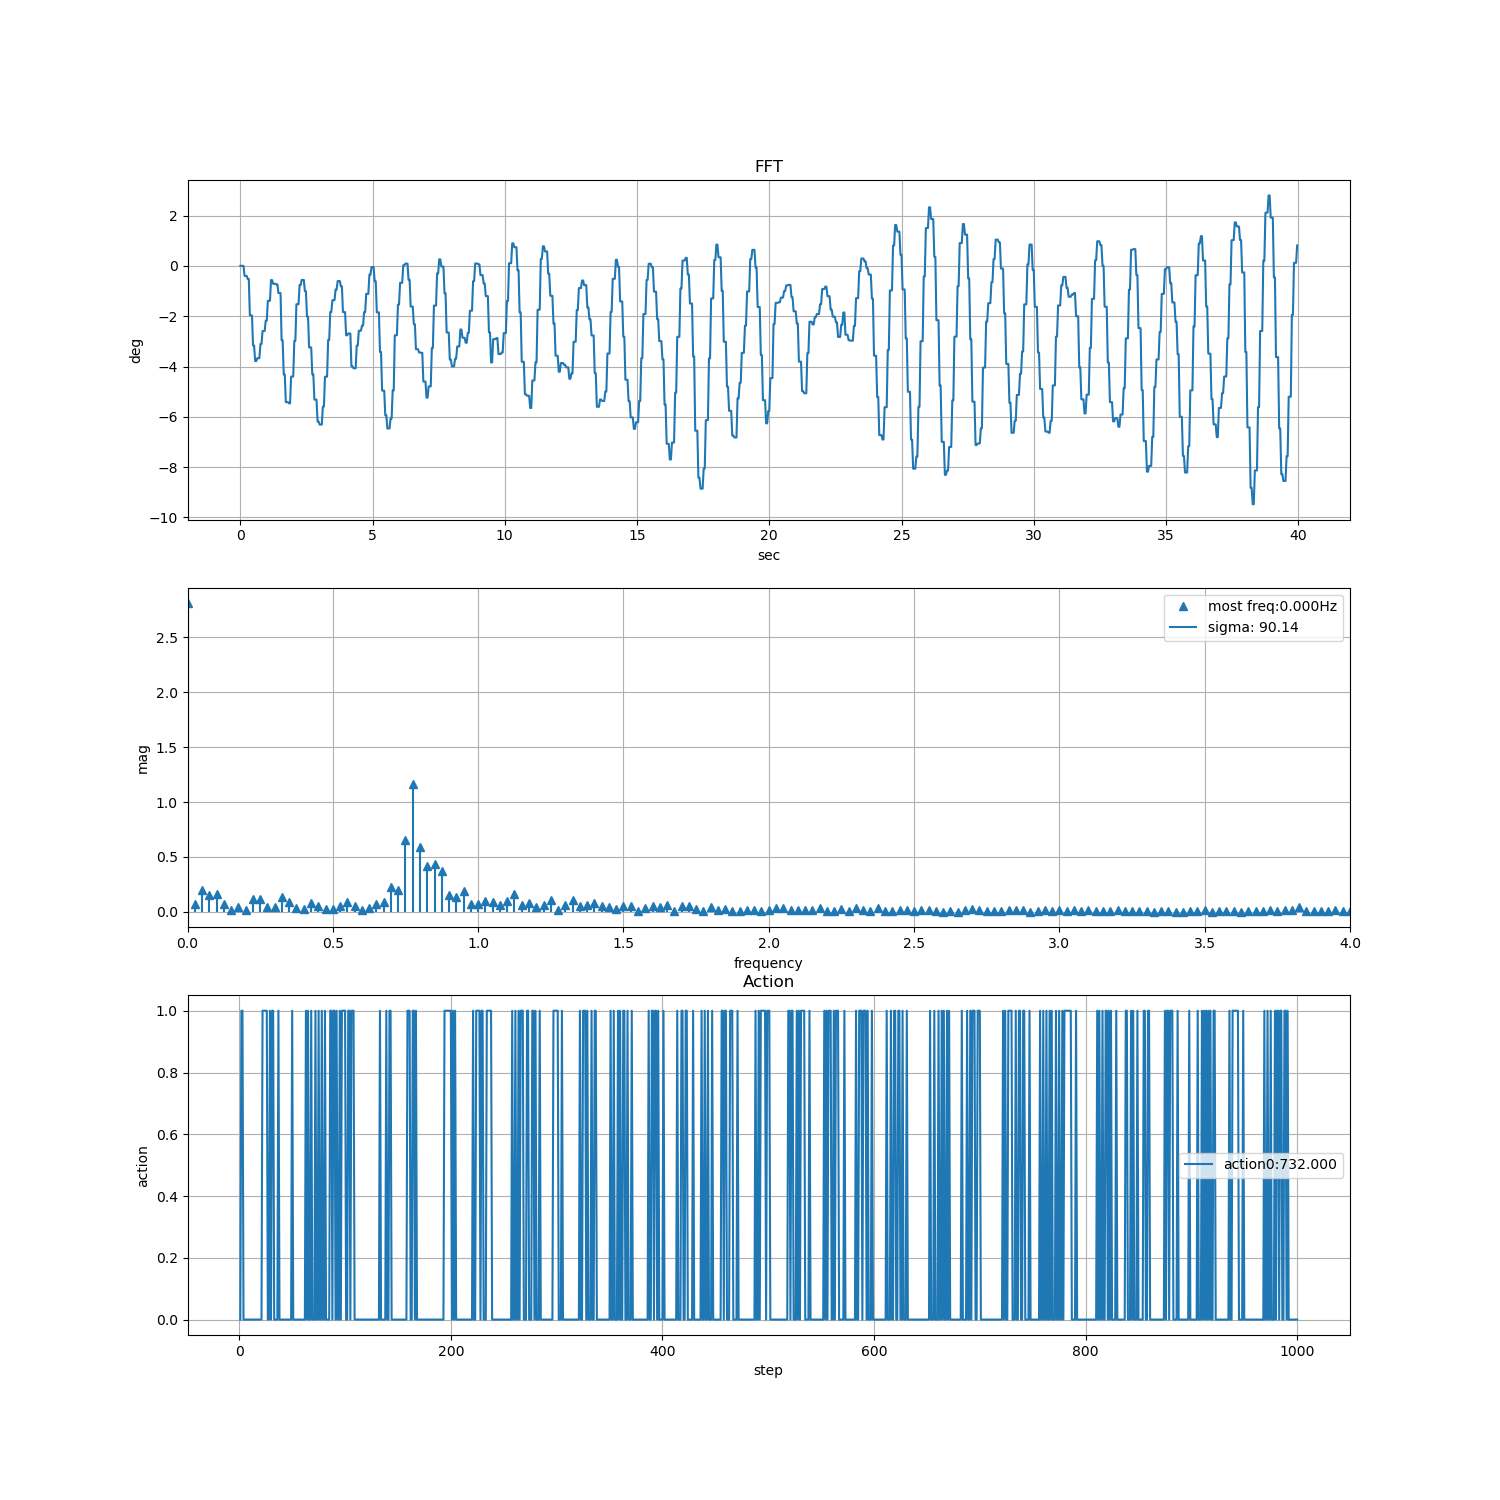 FFT
2
0
−2
−4
−6
−8
−10
deg
0 5 10 15 20 25 30 35 40
sec
most freq:0.000Hz
sigma: 90.14
2.5
2.0
1.5
1.0
0.5
0.0
mag
0.0 0.5 1.0 1.5 2.0 2.5 3.0 3.5 4.0
frequency
Action
1.0
0.8
0.6
0.4
0.2
0.0
action
action0:732.000
0 200 400 600 800 1000
step